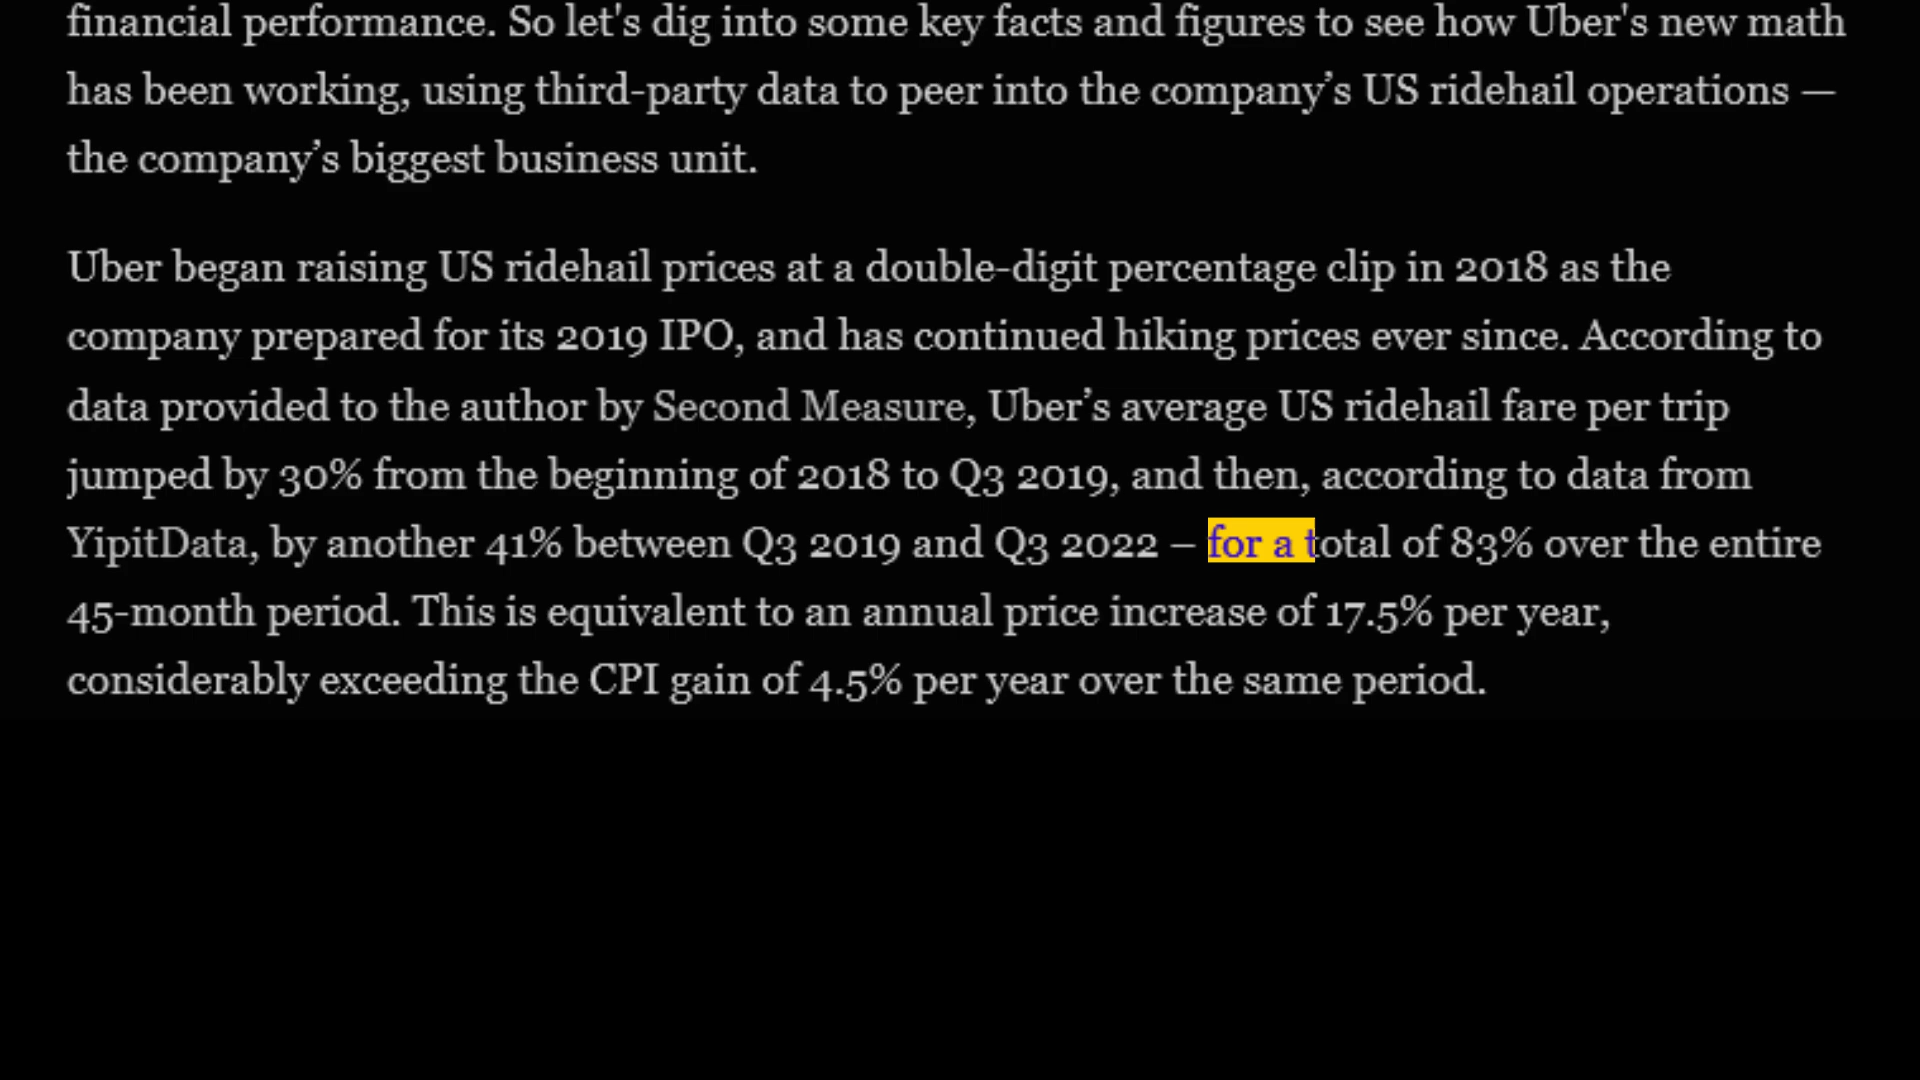 financial performance. So let's dig into some key facts and figures to see how Uber's new math
has been working, using third-party data to peer into the company’s US ridehail operations —
the company’s biggest business unit.
Uber began raising US ridehail prices at a double-digit percentage clip in 2018 as the
company prepared for its 2019 IPO, and has continued hiking prices ever since. According to
data provided to the author by Second Measure, Uber’s average US ridehail fare per trip
jumped by 30% from the beginning of 2018 to Q3 2019, and then, according to data from
YipitData, by another 41% between Q3 2019 and Q3 2022 – for a total of 83% over the entire
45-month period. This is equivalent to an annual price increase of 17.5% per year,
considerably exceeding the CPI gain of 4.5% per year over the same period.